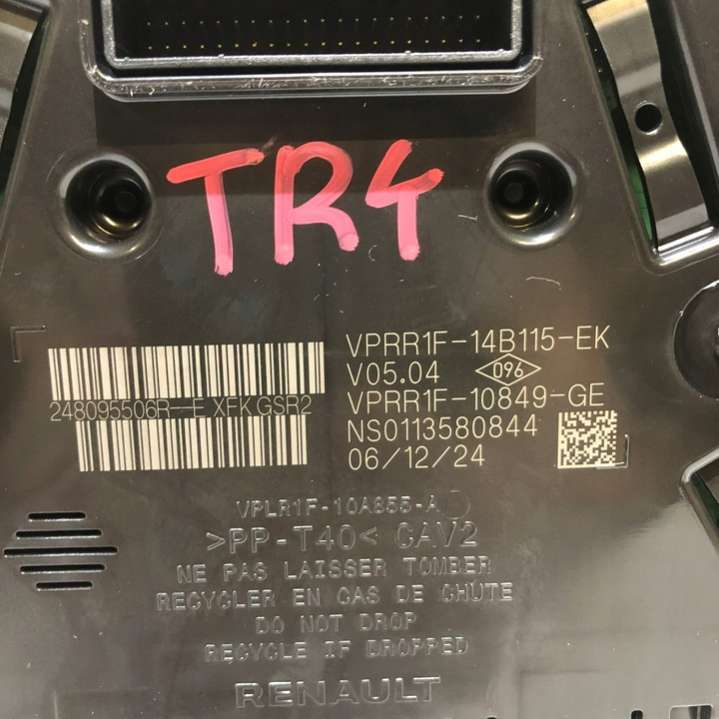 TR4
VPRR1F-14B115-EK
V05.04 096
248095506R--E XFK GSR2
VPRR1F-10849-GE
NS0113580844
06/12/24
VPLR1F-10A855-A
>PP-T40< CAV2
NE PAS LAISSER TOMBER
RECYCLER EN CAS DE CHUTE
DO NOT DROP
RECYCLE IF DROPPED
RENAULT